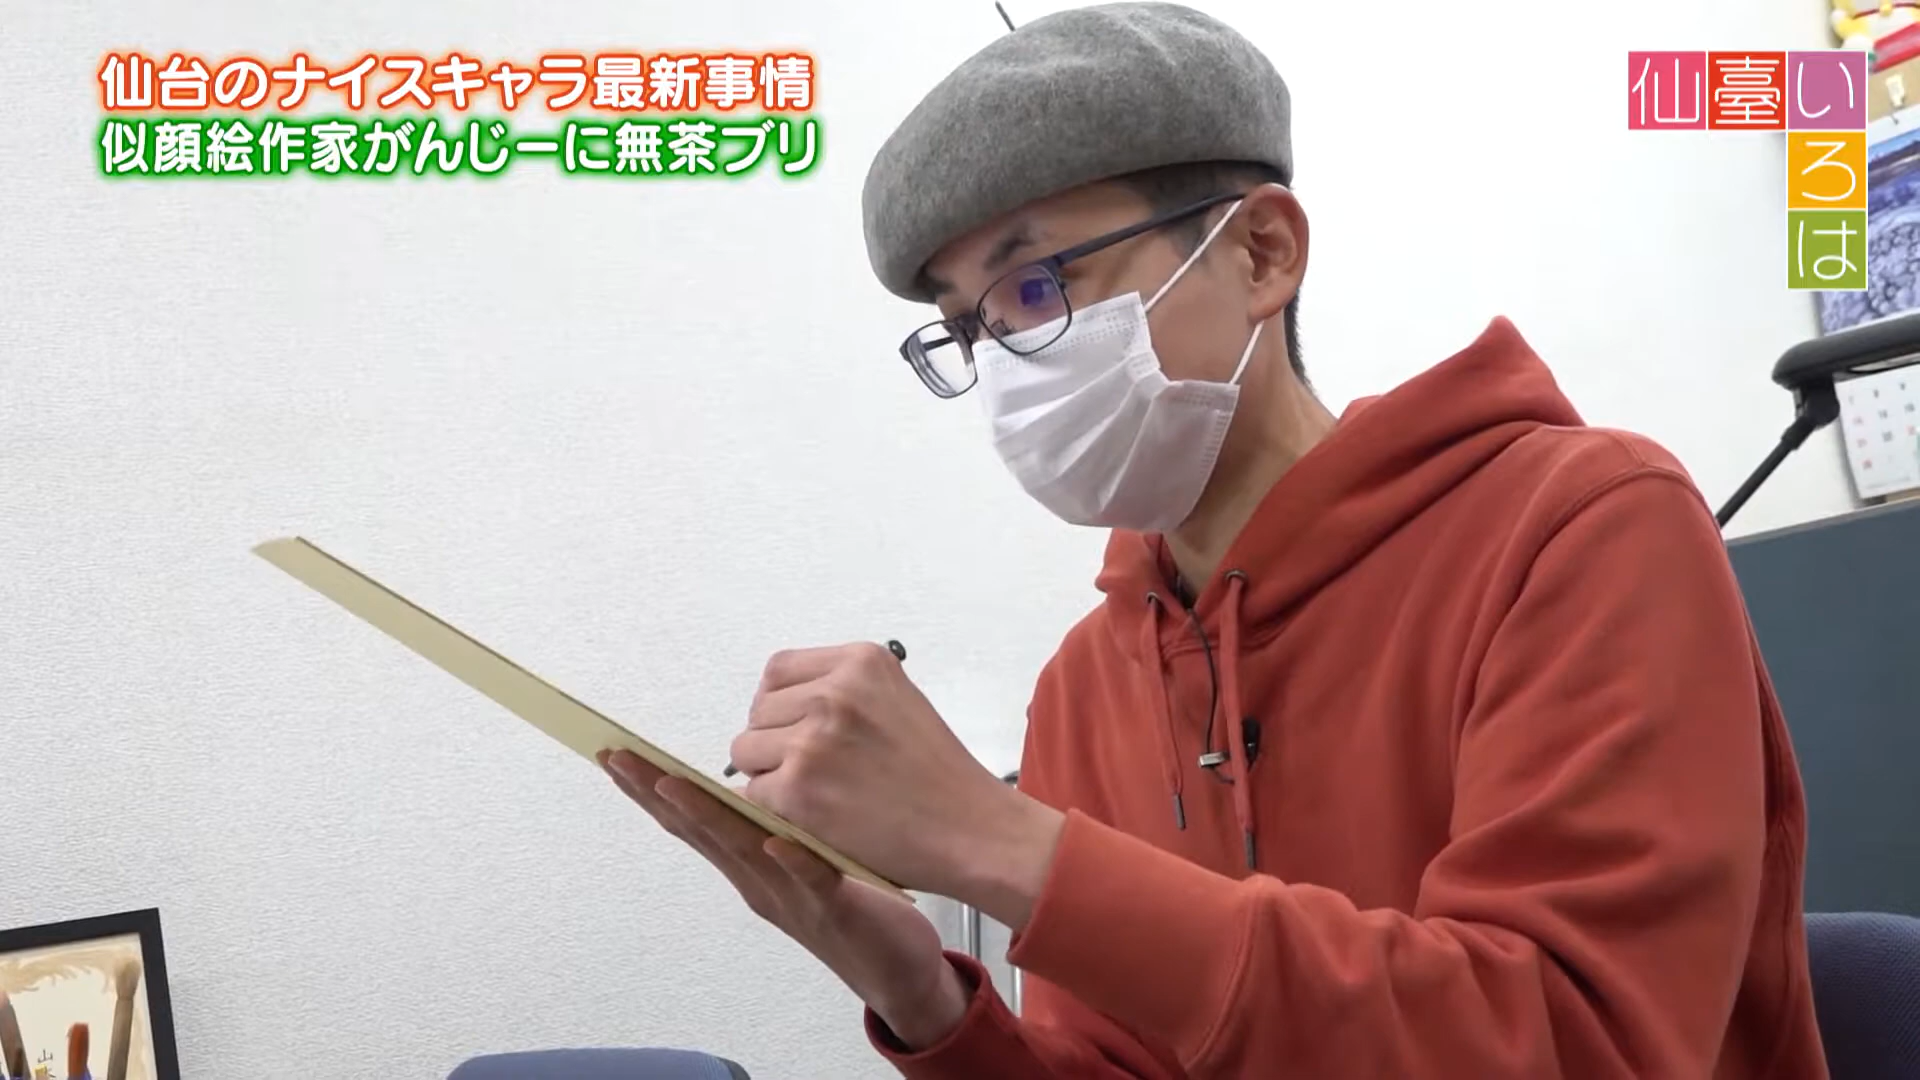 仙台のナイスキャラ最新事情
似顔絵作家がんじーに無茶ブリ
仙臺いろは
山